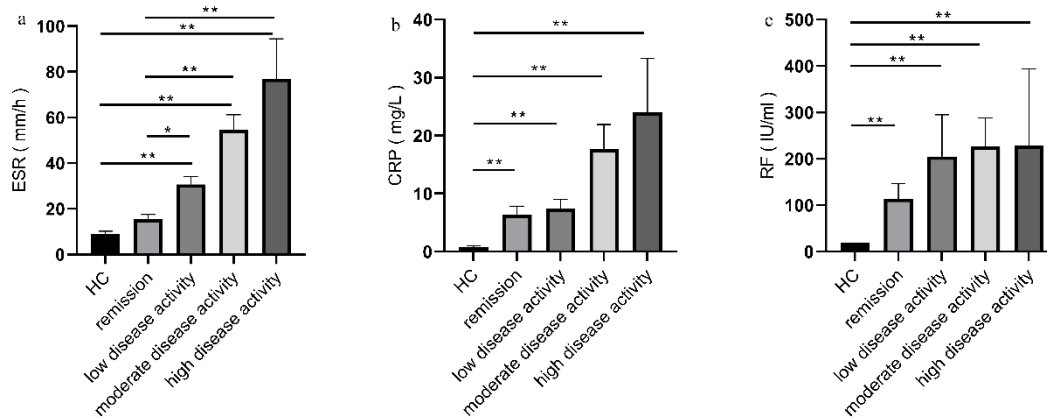 a
ESR ( mm/h )
100
80
60
40
20
0
**
**
**
**
*
**
HC
remission
low disease activity
moderate disease activity
high disease activity
b
CRP ( mg/L )
40
30
20
10
0
**
**
**
**
HC
remission
low disease activity
moderate disease activity
high disease activity
c
RF ( IU/ml )
500
400
300
200
100
0
**
**
**
**
HC
remission
low disease activity
moderate disease activity
high disease activity